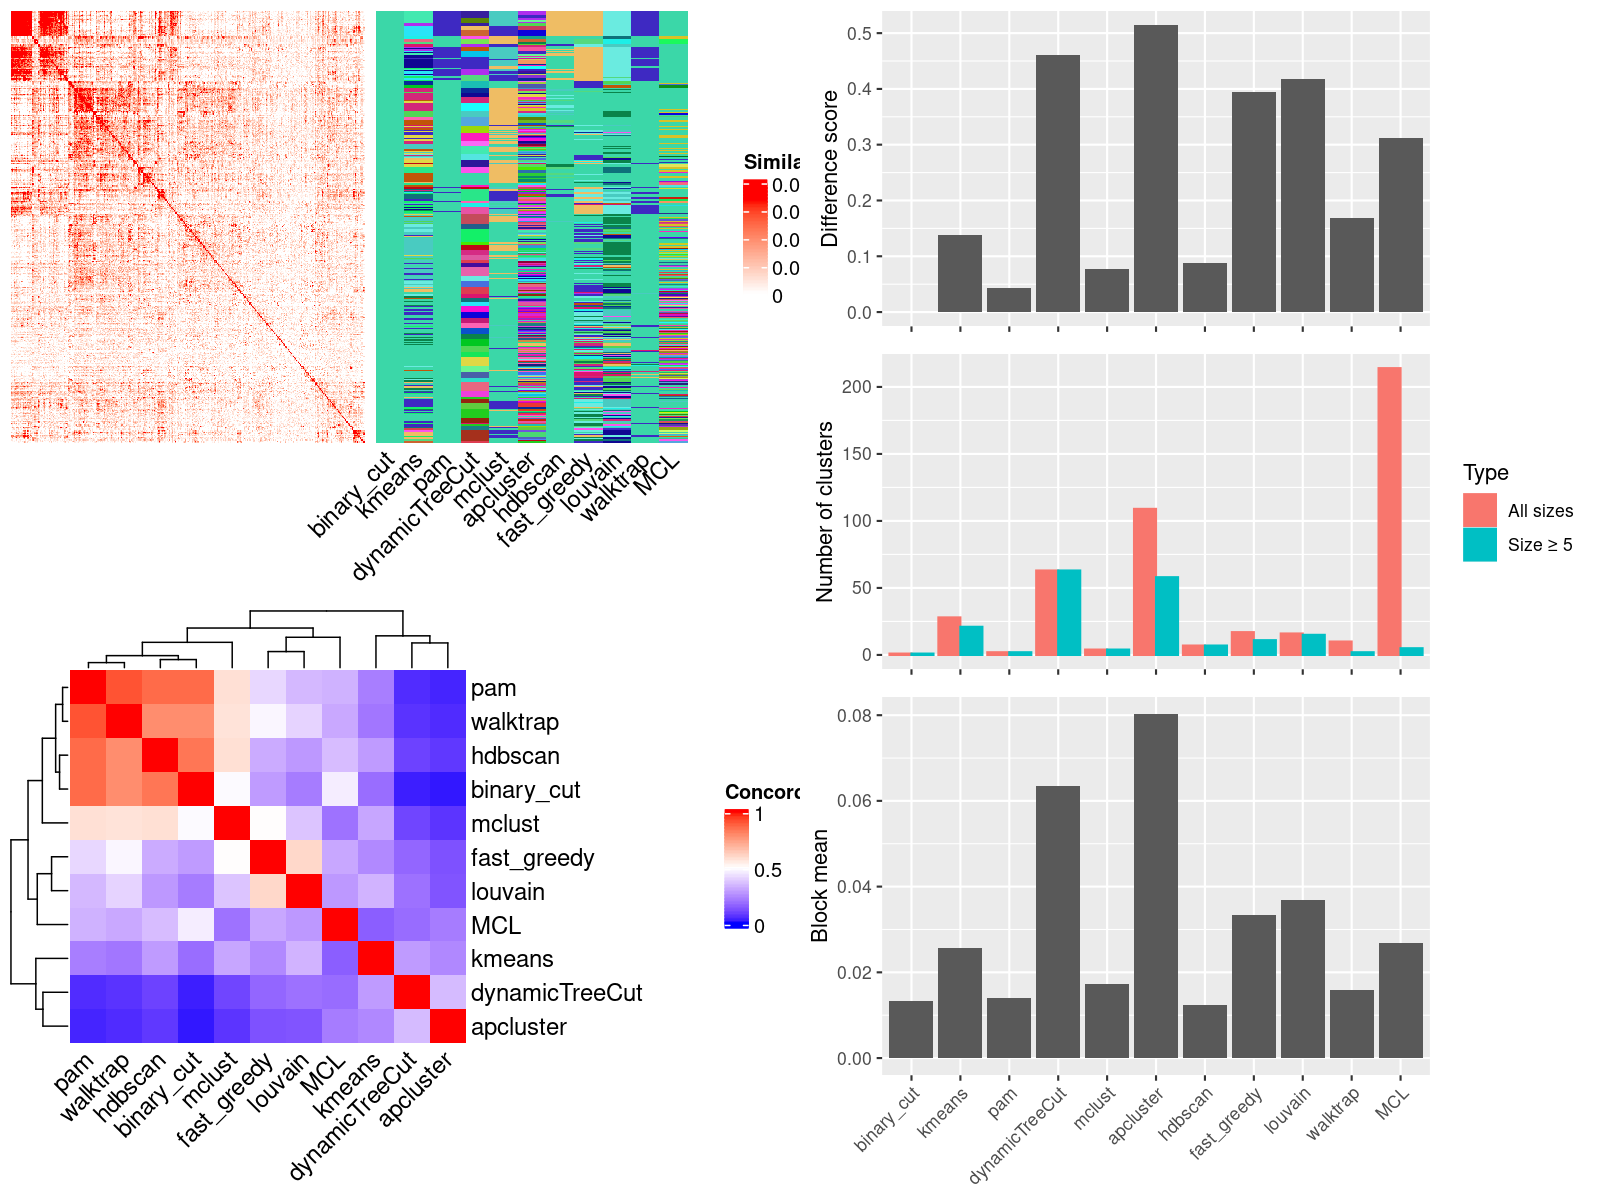 Simila
0.0
0.0
0.0
0.0
0
binary_cut
kmeans
pam
dynamicTreeCut
mclust
apcluster
hdbscan
fast_greedy
louvain
walktrap
MCL
Difference score
0.5
0.4
0.3
0.2
0.1
0.0
Number of clusters
200
150
100
50
0
Type
All sizes
Size ≥ 5
pam
walktrap
hdbscan
binary_cut
mclust
fast_greedy
louvain
MCL
kmeans
dynamicTreeCut
apcluster
pam
walktrap
hdbscan
binary_cut
mclust
fast_greedy
louvain
MCL
kmeans
dynamicTreeCut
apcluster
Concord
1
0.5
0
Block mean
0.08
0.06
0.04
0.02
0.00
binary_cut
kmeans
pam
dynamicTreeCut
mclust
apcluster
hdbscan
fast_greedy
louvain
walktrap
MCL